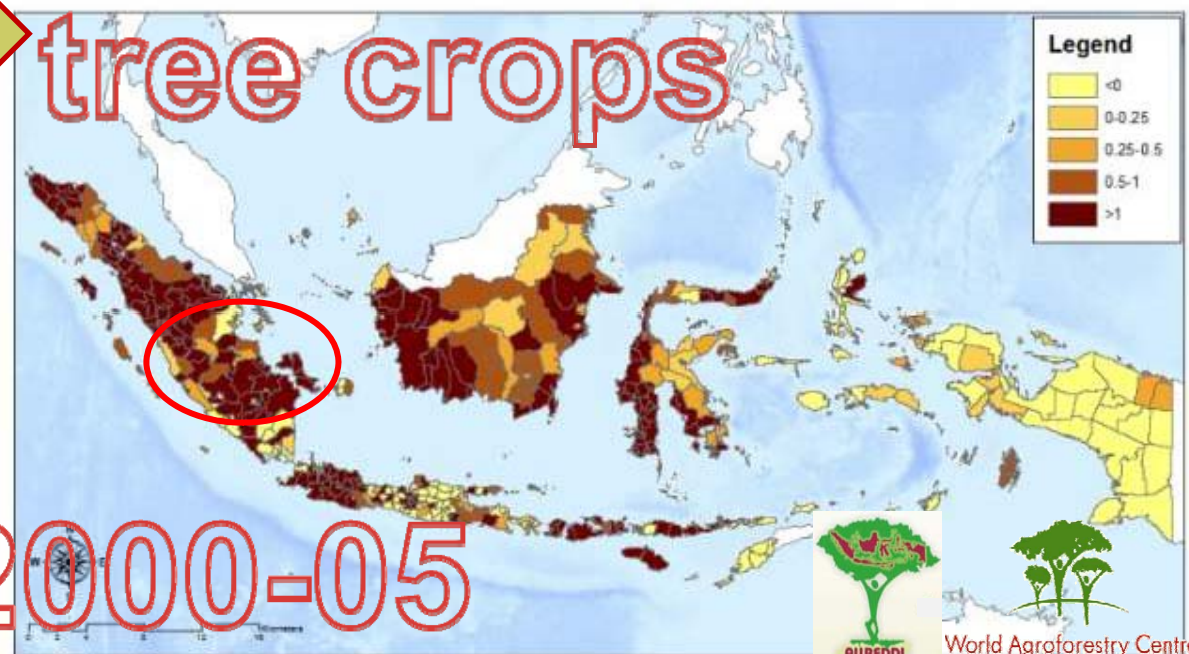 tree crops
Legend
<0
0-0.25
0.25-0.5
0.5-1
>1
2000-05
W
E
World Agroforestry Centre